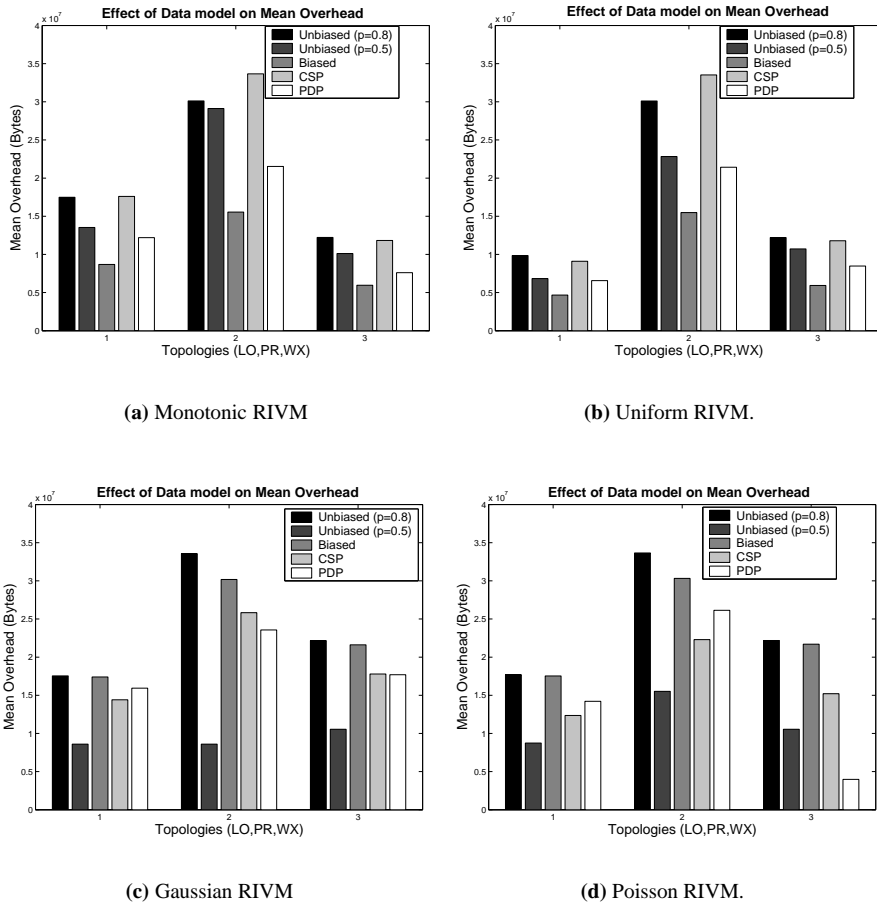 Effect of Data model on Mean Overhead
x 10^7
Mean Overhead (Bytes)
4
3.5
3
2.5
2
1.5
1
0.5
0
1 2 3
Topologies (LO,PR,WX)
Unbiased (p=0.8)
Unbiased (p=0.5)
Biased
CSP
PDP
(a) Monotonic RIVM
Effect of Data model on Mean Overhead
x 10^7
Mean Overhead (Bytes)
4
3.5
3
2.5
2
1.5
1
0.5
0
1 2 3
Topologies (LO,PR,WX)
Unbiased (p=0.8)
Unbiased (p=0.5)
Biased
CSP
PDP
(b) Uniform RIVM.
Effect of Data model on Mean Overhead
x 10^7
Mean Overhead (Bytes)
4
3.5
3
2.5
2
1.5
1
0.5
0
1 2 3
Topologies (LO,PR,WX)
Unbiased (p=0.8)
Unbiased (p=0.5)
Biased
CSP
PDP
(c) Gaussian RIVM
Effect of Data model on Mean Overhead
x 10^7
Mean Overhead (Bytes)
4
3.5
3
2.5
2
1.5
1
0.5
0
1 2 3
Topologies (LO,PR,WX)
Unbiased (p=0.8)
Unbiased (p=0.5)
Biased
CSP
PDP
(d) Poisson RIVM.